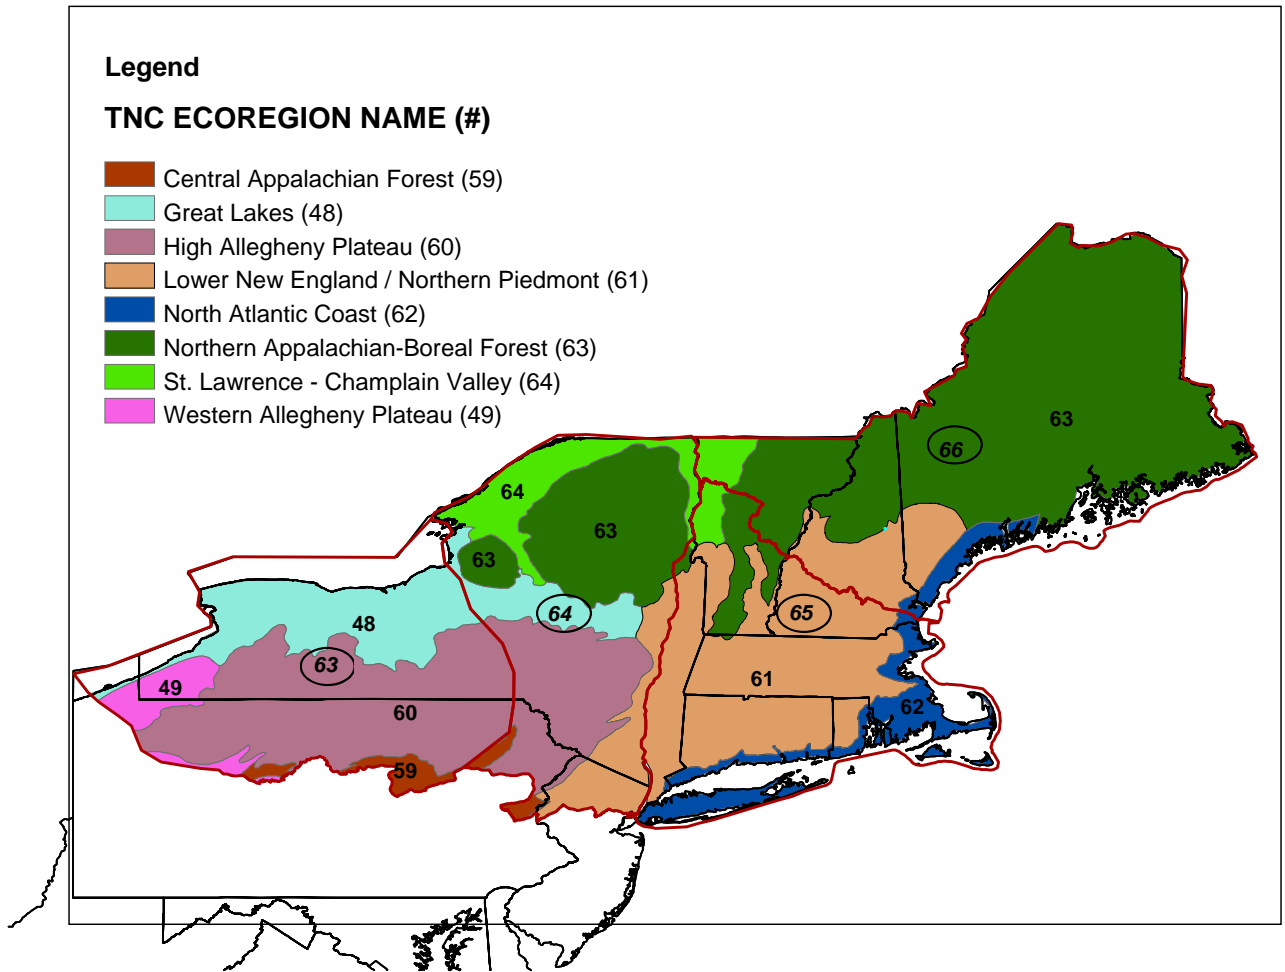 Legend
TNC ECOREGION NAME (#)
Central Appalachian Forest (59)
Great Lakes (48)
High Allegheny Plateau (60)
Lower New England / Northern Piedmont (61)
North Atlantic Coast (62)
Northern Appalachian-Boreal Forest (63)
St. Lawrence - Champlain Valley (64)
Western Allegheny Plateau (49)
63
66
64
63
63
64
65
48
63
61
49
62
60
59